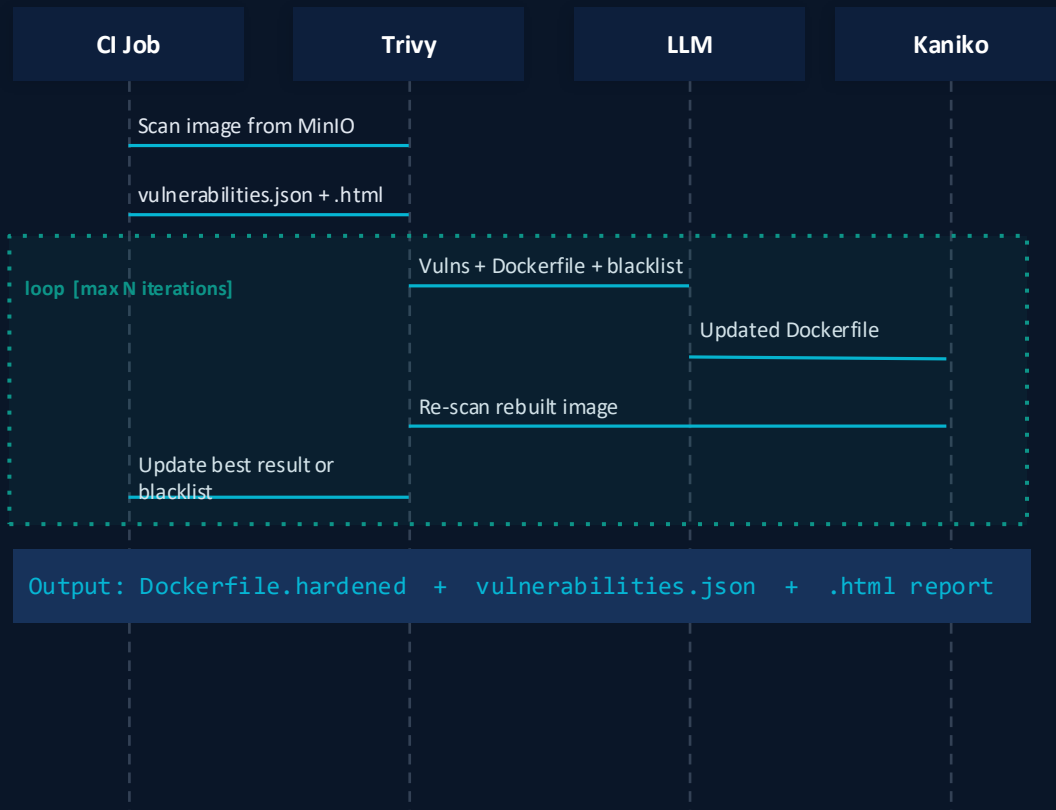 CI Job
Trivy
LLM
Kaniko
Scan image from MinIO
vulnerabilities.json + .html
Vulns + Dockerfile + blacklist
loop [max N iterations]
Updated Dockerfile
Re-scan rebuilt image
Update best result or
blacklist
Output: Dockerfile.hardened + vulnerabilities.json + .html report